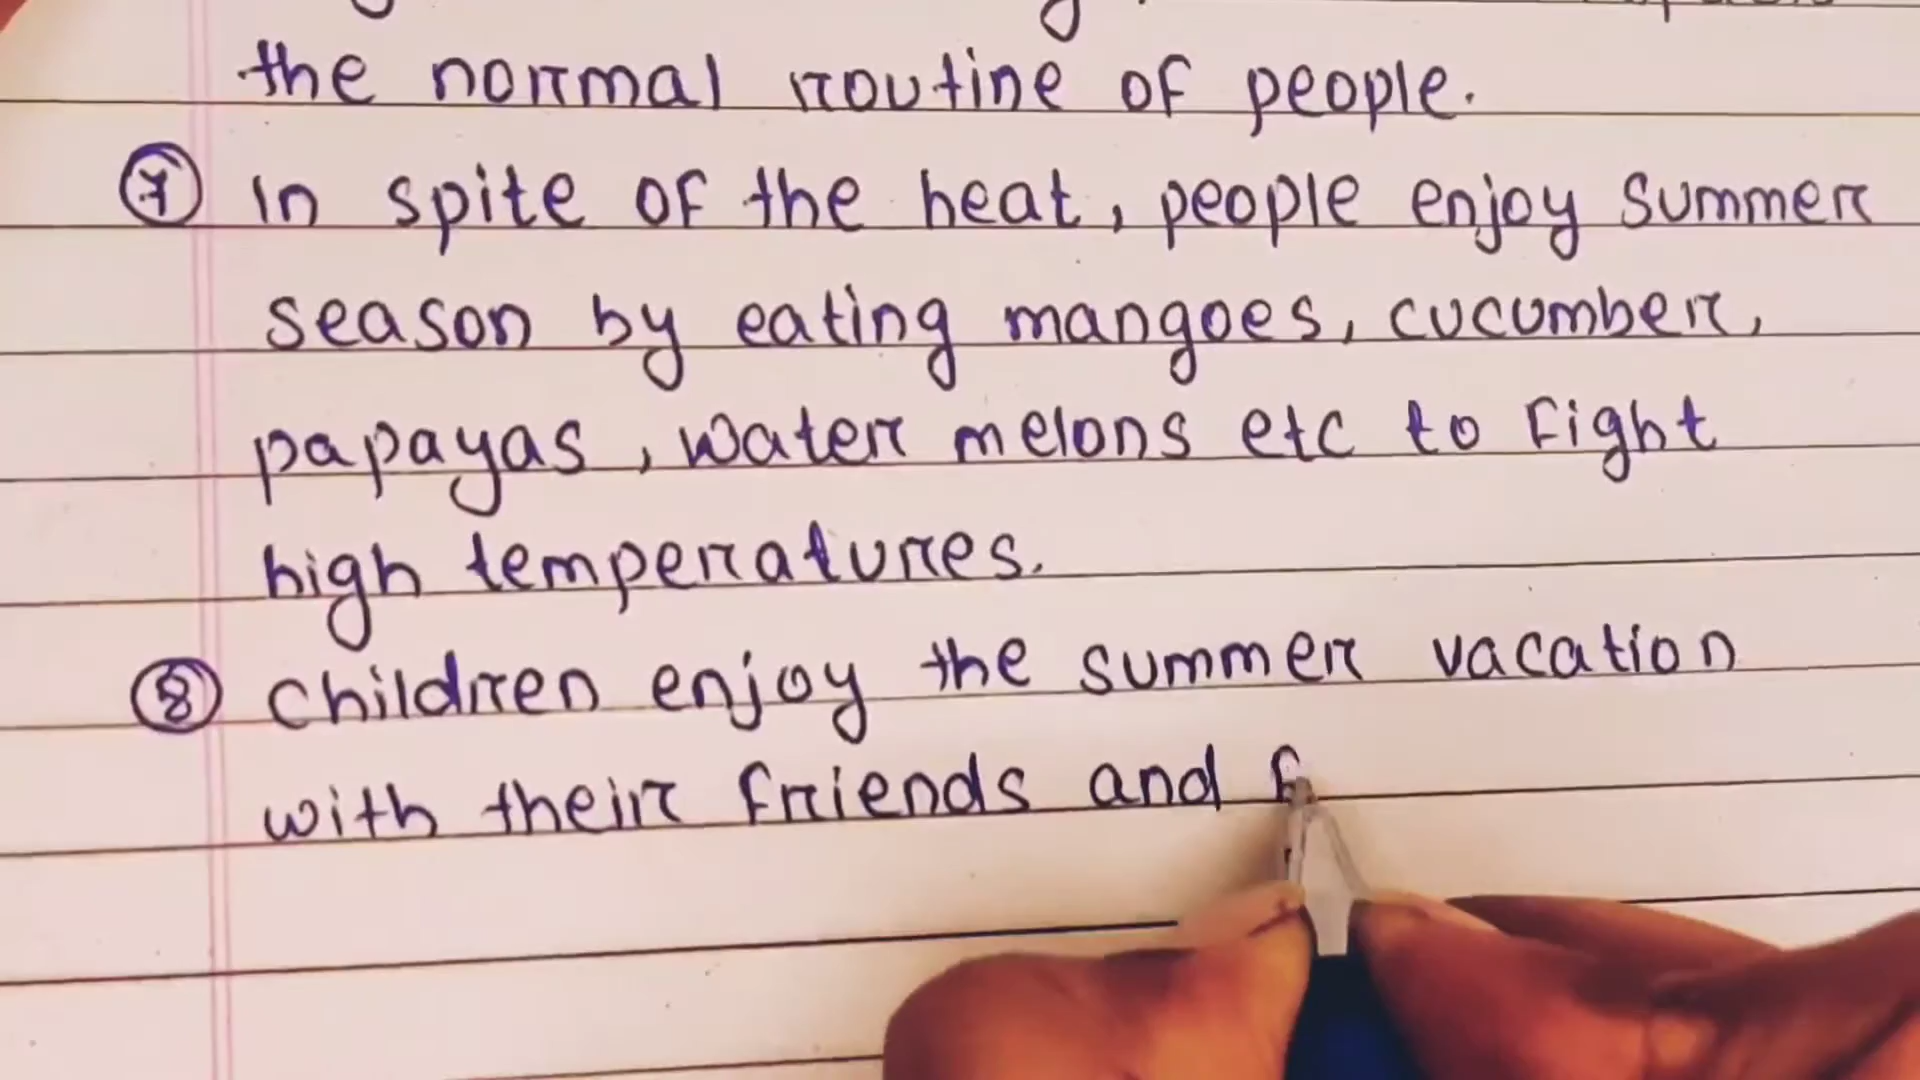 the normal routine of people.
7 In spite of the heat, people enjoy summer
season by eating mangoes, cucumber,
papayas, water melons etc to fight
high temperatures.
8 Children enjoy the summer vacation
with their friends and f